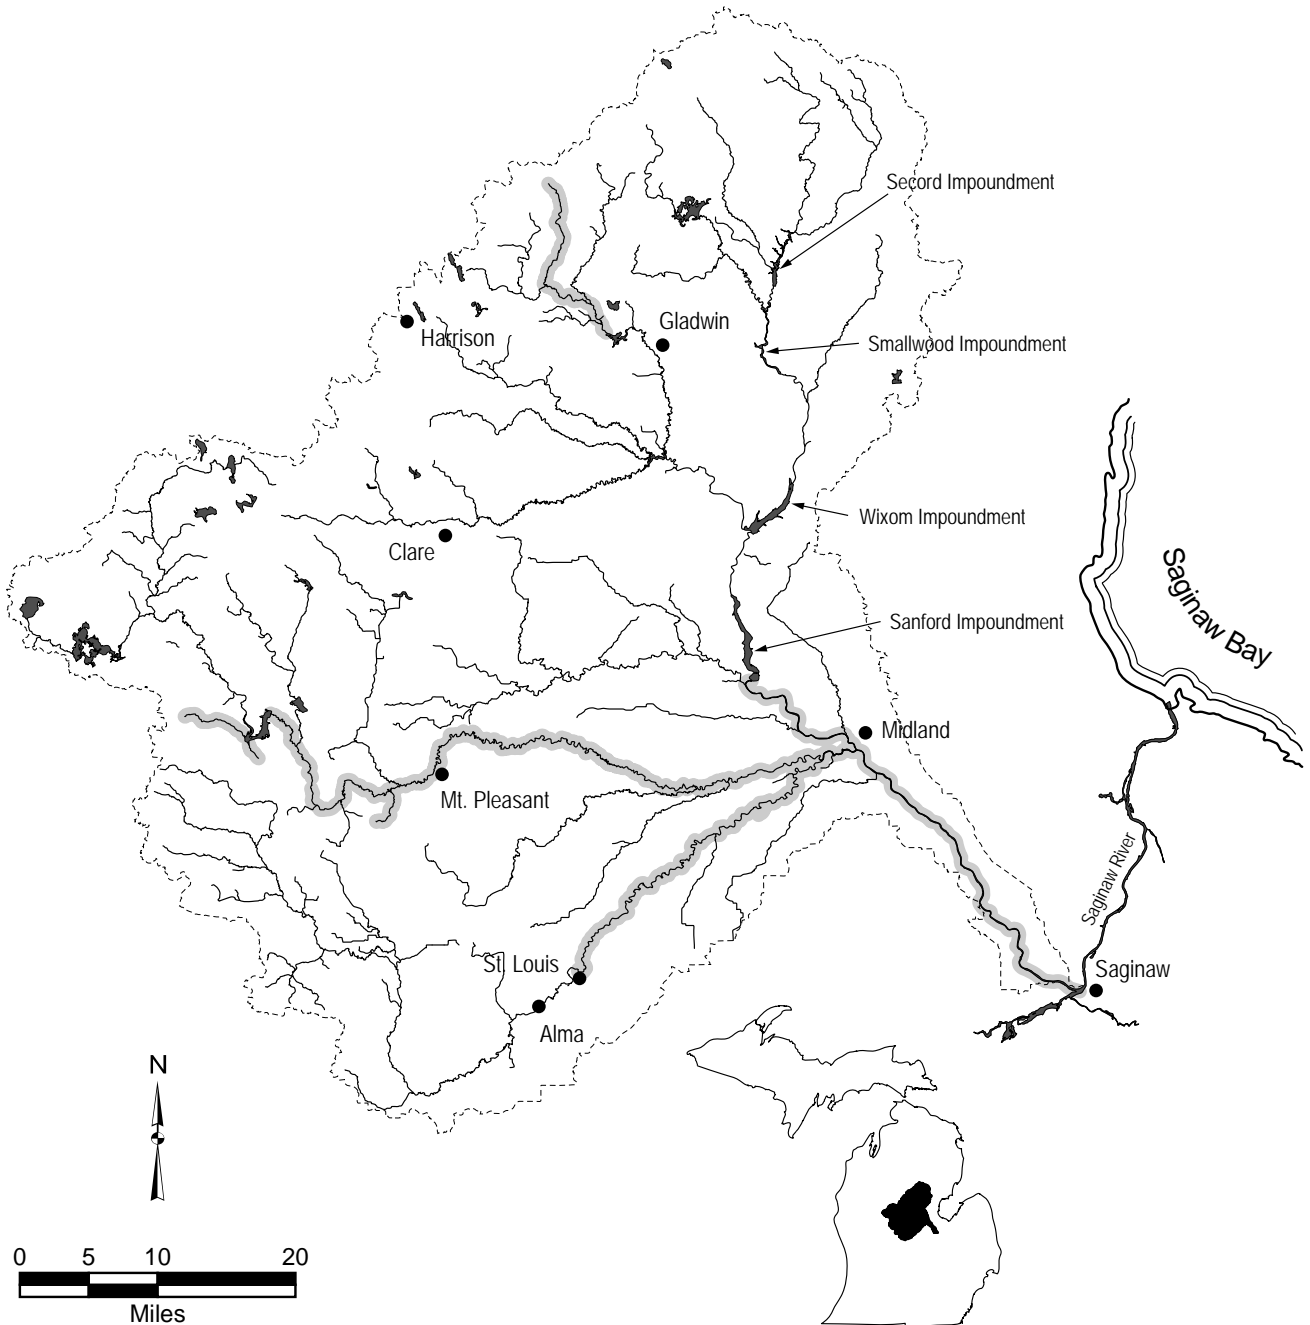 Secord Impoundment
Gladwin
Harrison
Smallwood Impoundment
Wixom Impoundment
Clare
Saginaw Bay
Sanford Impoundment
Midland
Mt. Pleasant
Saginaw River
St. Louis
Saginaw
Alma
N
0 5 10 20
Miles